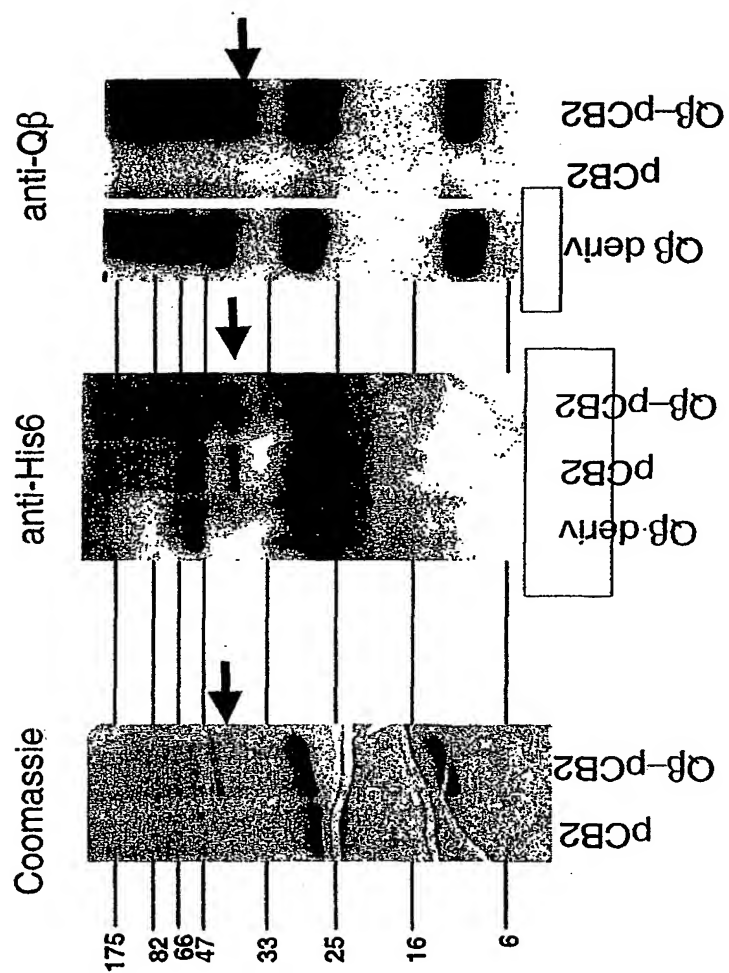 Coomassie
anti-His6
anti-Qβ
175
82
66
47
33
25
16
6
pCB2
Qβ–pCB2
Qβ deriv
pCB2
Qβ–pCB2
Qβ deriv
pCB2
Qβ–pCB2